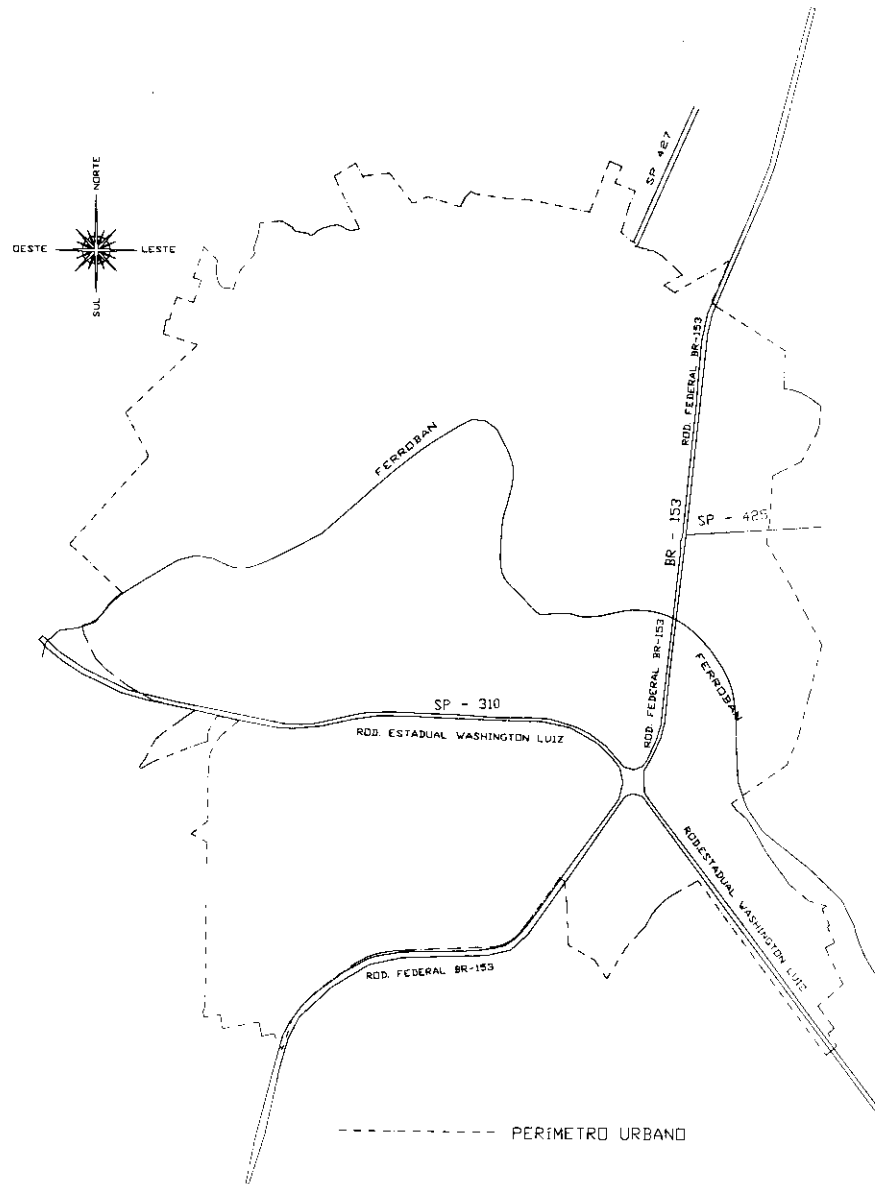 SP 427
NORTE
OESTE
LESTE
SUL
ROD. FEDERAL BR-153
FERROBAN
SP - 425
BR - 153
ROD. FEDERAL BR-153
FERROBAN
SP - 310
ROD. ESTADUAL WASHINGTON LUIZ
ROD.ESTADUAL WASHINGTON LUIZ
ROD. FEDERAL BR-153
PERÍMETRO URBANO